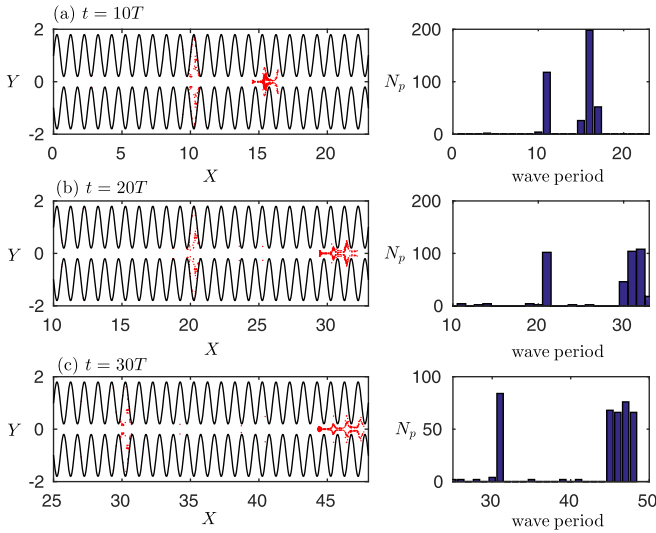 (a) t = 10T
2
0
-2
Y
0 5 10 15 20
X
200
100
0
N_p
0 10 20
wave period
(b) t = 20T
2
0
-2
Y
10 15 20 25 30
X
200
100
0
N_p
10 20 30
wave period
(c) t = 30T
2
0
-2
Y
25 30 35 40 45
X
100
50
0
N_p
30 40 50
wave period